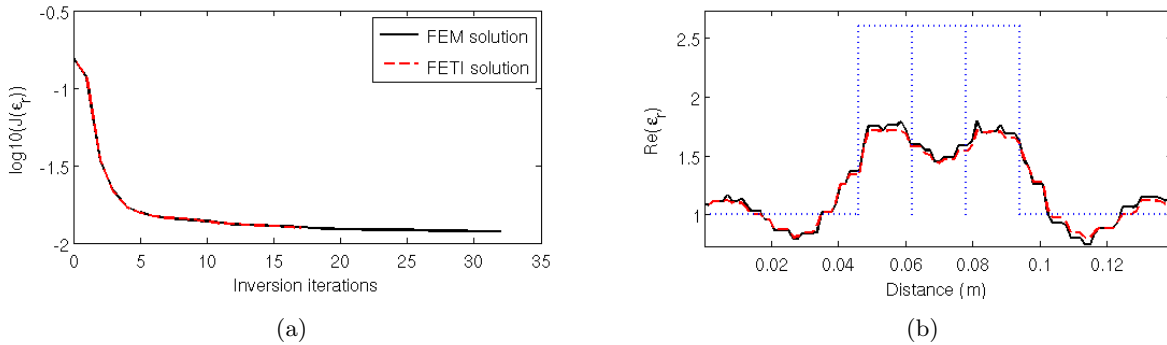 -0.5
-1
-1.5
-2
log10(J(ε_r))
FEM solution
FETI solution
0 5 10 15 20 25 30 35
Inversion iterations
(a)
2.5
2
1.5
1
Re(ε_r)
0.02 0.04 0.06 0.08 0.1 0.12
Distance (m)
(b)